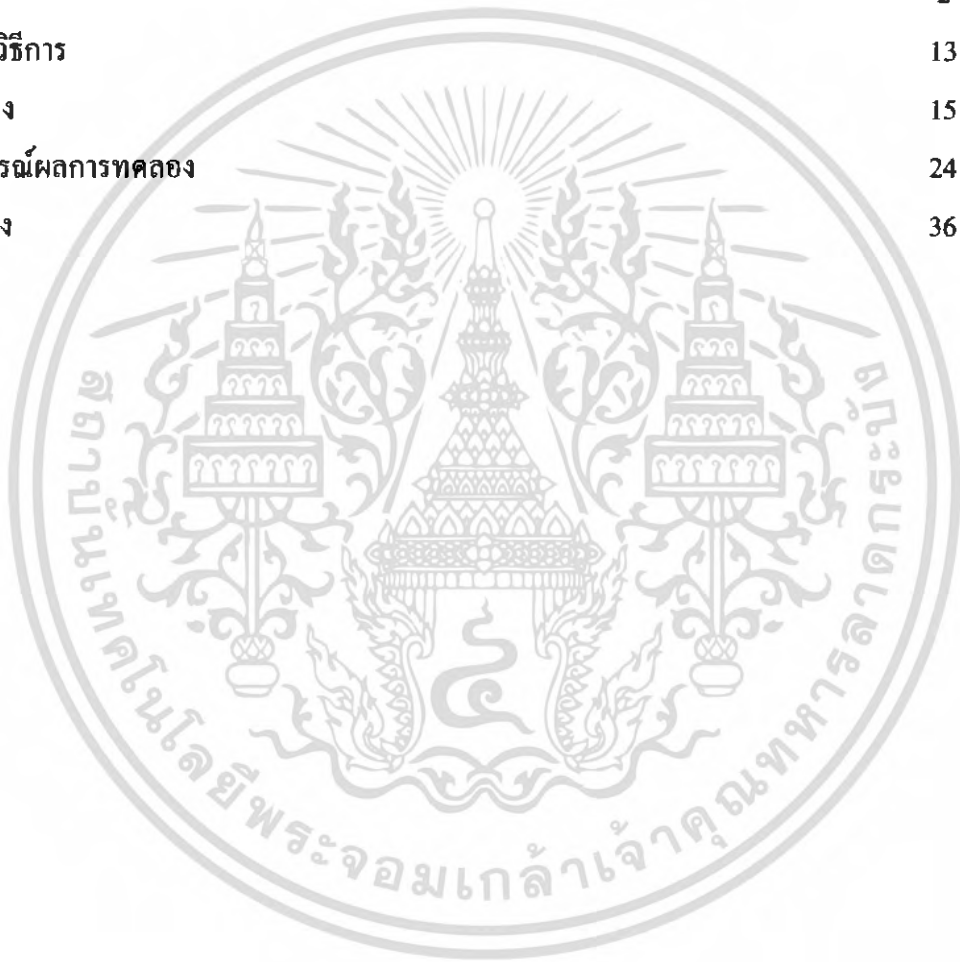 วิธีการ 13
ง 15
รณ์ผลการทดลอง 24
ง 36
สถาบันเทคโนโลยีพระจอมเกล้าเจ้าคุณทหารลาดกระบัง
๔